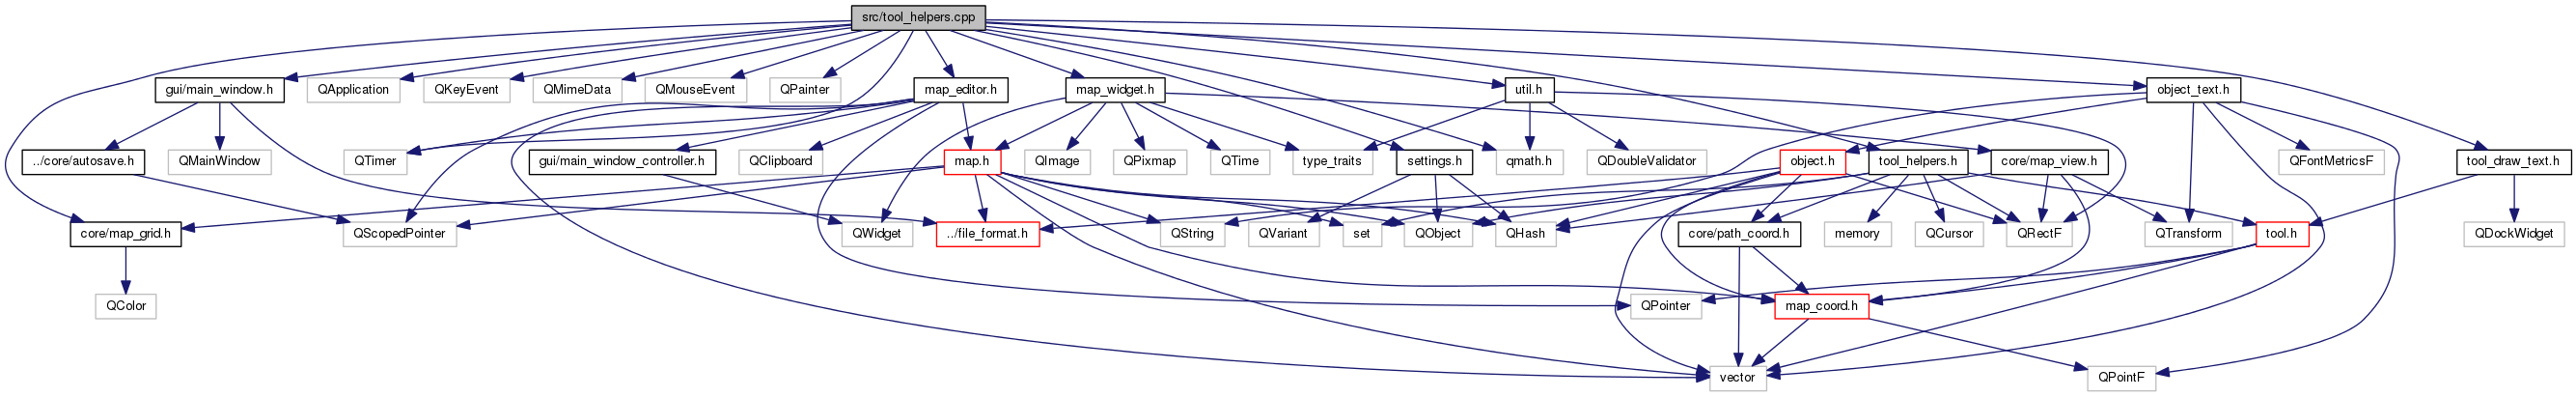 src/tool_helpers.cpp
gui/main_window.h
QApplication
QKeyEvent
QMimeData
QMouseEvent
QPainter
map_editor.h
map_widget.h
util.h
object_text.h
../core/autosave.h
QMainWindow
QTimer
gui/main_window_controller.h
QClipboard
map.h
QImage
QPixmap
QTime
type_traits
settings.h
qmath.h
QDoubleValidator
object.h
tool_helpers.h
core/map_view.h
QFontMetricsF
tool_draw_text.h
core/map_grid.h
QScopedPointer
QWidget
../file_format.h
QString
QVariant
set
QObject
QHash
core/path_coord.h
memory
QCursor
QRectF
QTransform
tool.h
QDockWidget
QColor
QPointer
map_coord.h
vector
QPointF